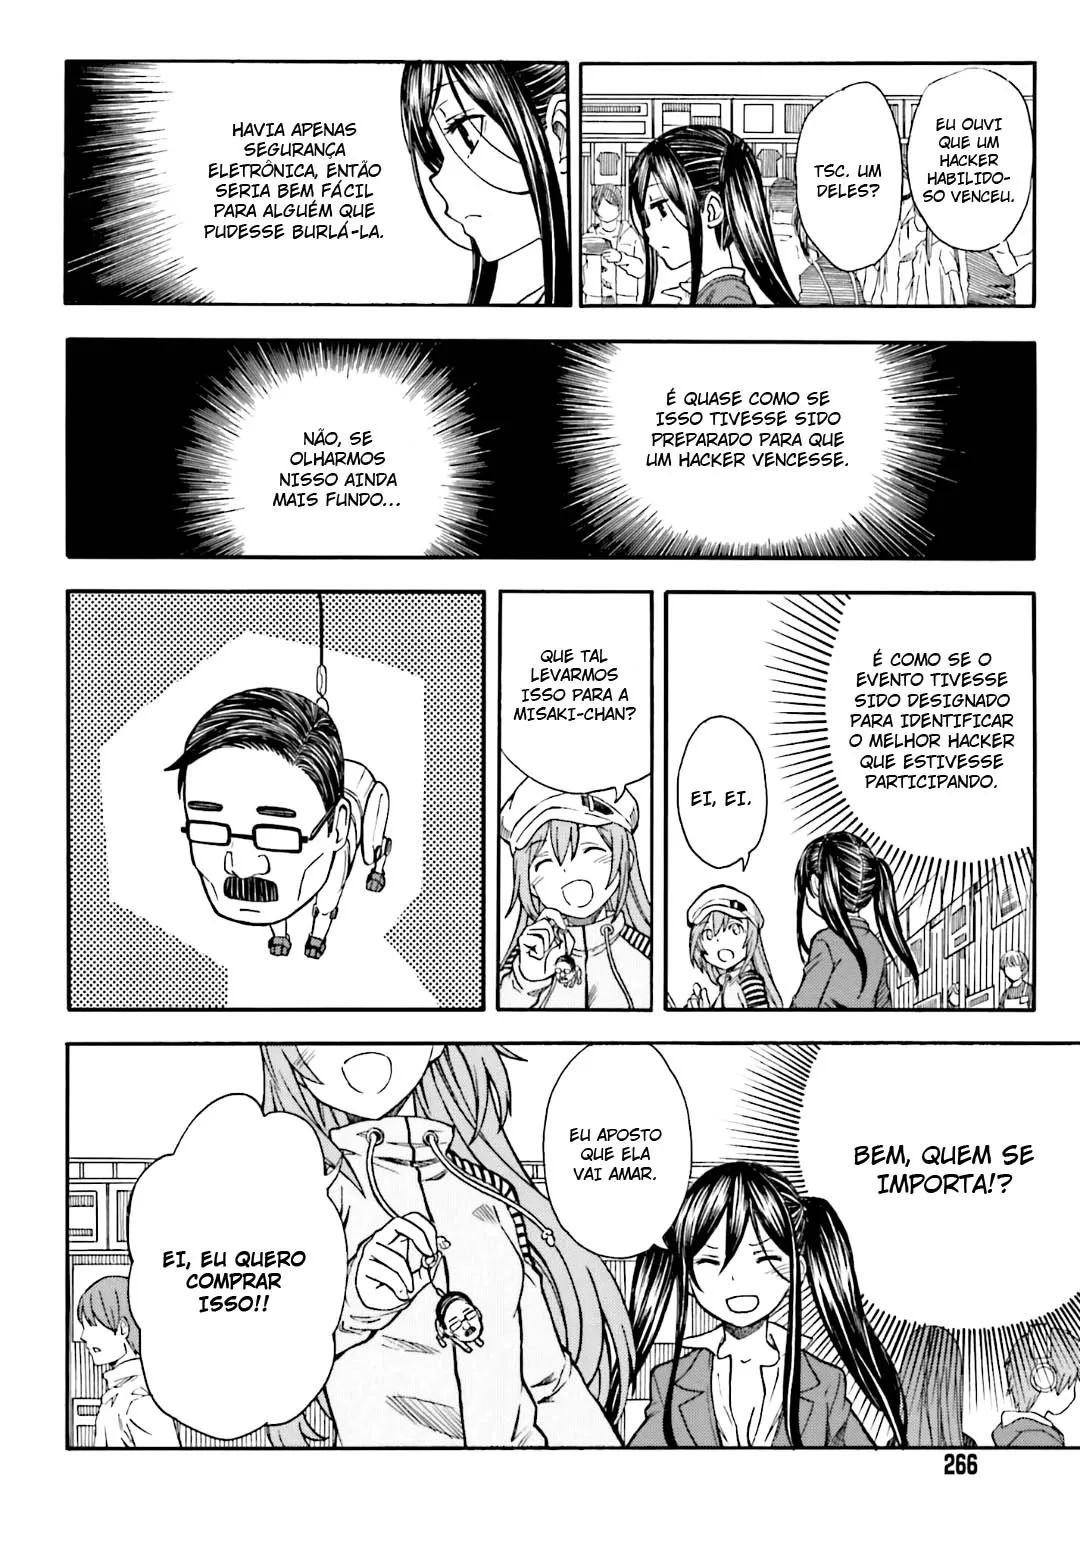 EU OUVI
QUE UM
HACKER
HABILIDO-
SO VENCEU.
TSC. UM
DELES?
HAVIA APENAS
SEGURANÇA
ELETRÔNICA, ENTÃO
SERIA BEM FÁCIL
PARA ALGUÉM QUE
PUDESSE BURLÁ-LA.
É QUASE COMO SE
ISSO TIVESSE SIDO
PREPARADO PARA QUE
UM HACKER VENCESSE.
NÃO, SE
OLHARMOS
NISSO AINDA
MAIS FUNDO...
É COMO SE O
EVENTO TIVESSE
SIDO DESIGNADO
PARA IDENTIFICAR
O MELHOR HACKER
QUE ESTIVESSE
PARTICIPANDO.
EI, EI.
QUE TAL
LEVARMOS
ISSO PARA A
MISAKI-CHAN?
BEM, QUEM SE
IMPORTA!?
EU APOSTO
QUE ELA
VAI AMAR.
EI, EU QUERO
COMPRAR
ISSO!!
266